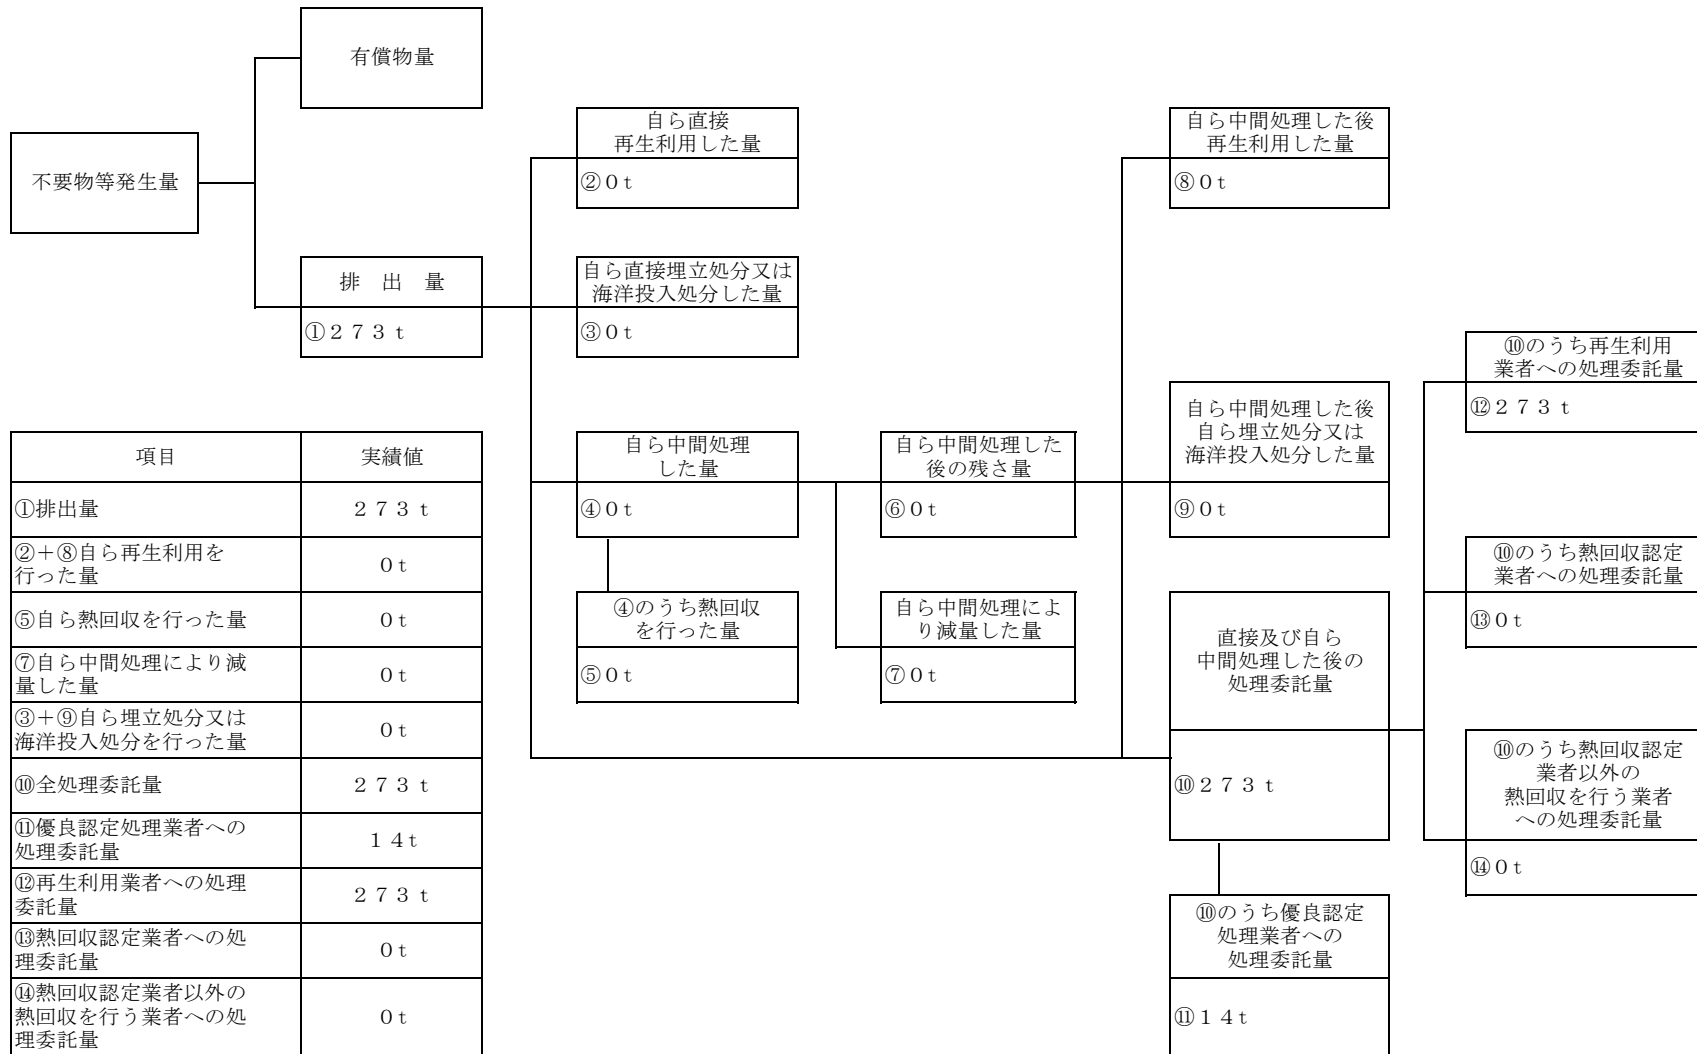 有償物量
不要物等発生量
排　出　量
①２７３ｔ
自ら直接
再生利用した量
②０ｔ
自ら直接埋立処分又は
海洋投入処分した量
③０ｔ
自ら中間処理
した量
④０ｔ
④のうち熱回収
を行った量
⑤０ｔ
自ら中間処理した
後の残さ量
⑥０ｔ
自ら中間処理によ
り減量した量
⑦０ｔ
自ら中間処理した後
再生利用した量
⑧０ｔ
自ら中間処理した後
自ら埋立処分又は
海洋投入処分した量
⑨０ｔ
直接及び自ら
中間処理した後の
処理委託量
⑩２７３ｔ
⑩のうち優良認定
処理業者への
処理委託量
⑪１４ｔ
⑩のうち再生利用
業者への処理委託量
⑫２７３ｔ
⑩のうち熱回収認定
業者への処理委託量
⑬０ｔ
⑩のうち熱回収認定
業者以外の
熱回収を行う業者
への処理委託量
⑭０ｔ
項目　実績値
①排出量　２７３ｔ
②＋⑧自ら再生利用を
行った量　０ｔ
⑤自ら熱回収を行った量　０ｔ
⑦自ら中間処理により減
量した量　０ｔ
③＋⑨自ら埋立処分又は
海洋投入処分を行った量　０ｔ
⑩全処理委託量　２７３ｔ
⑪優良認定処理業者への
処理委託量　１４ｔ
⑫再生利用業者への処理
委託量　２７３ｔ
⑬熱回収認定業者への処
理委託量　０ｔ
⑭熱回収認定業者以外の
熱回収を行う業者への処
理委託量　０ｔ